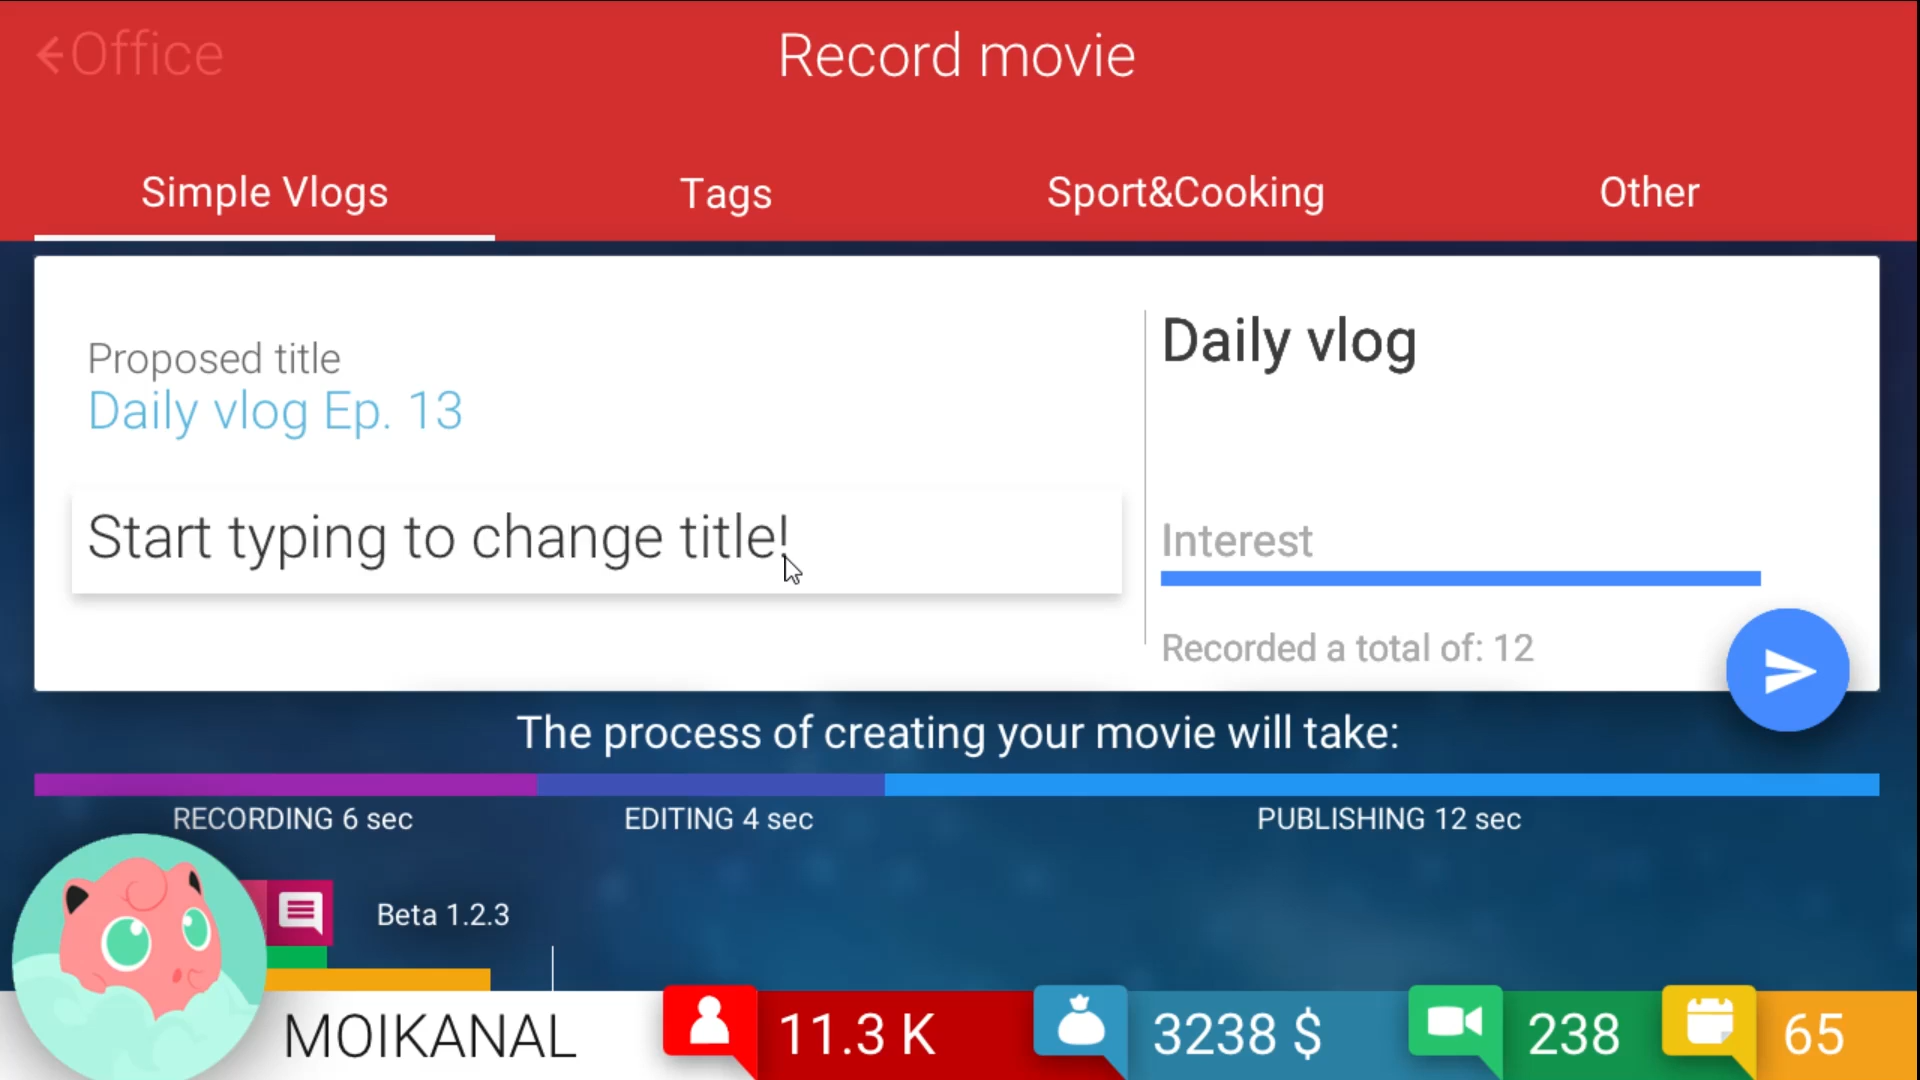 Office
Record movie
Simple Vlogs
Tags
Sport&Cooking
Other
Proposed title
Daily vlog Ep. 13
Start typing to change title!
Daily vlog
Interest
Recorded a total of: 12
The process of creating your movie will take:
RECORDING 6 sec
EDITING 4 sec
PUBLISHING 12 sec
Beta 1.2.3
MOIKANAL
11.3 K
3238 $
238
65